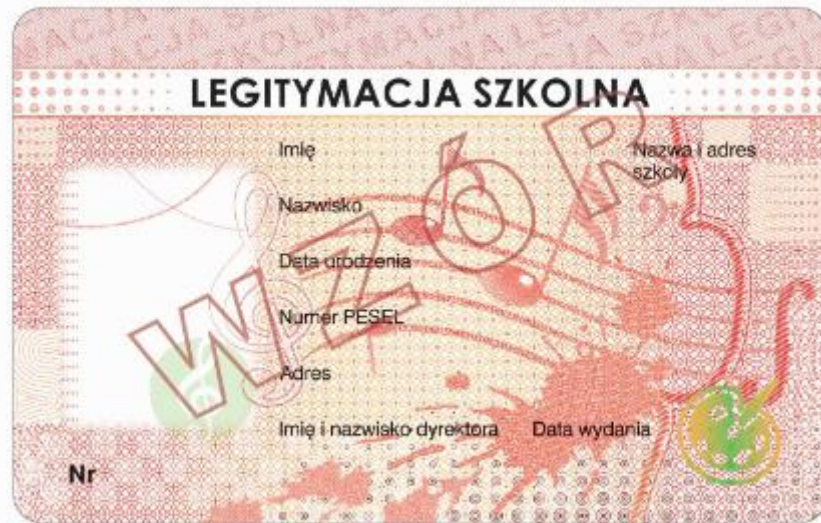 LEGITYMACJA SZKOLNA
Imię
Nazwa i adres
szkoły
Nazwisko
Data urodzenia
Numer PESEL
Adres
Imię i nazwisko dyrektora Data wydania
Nr
WZÓR